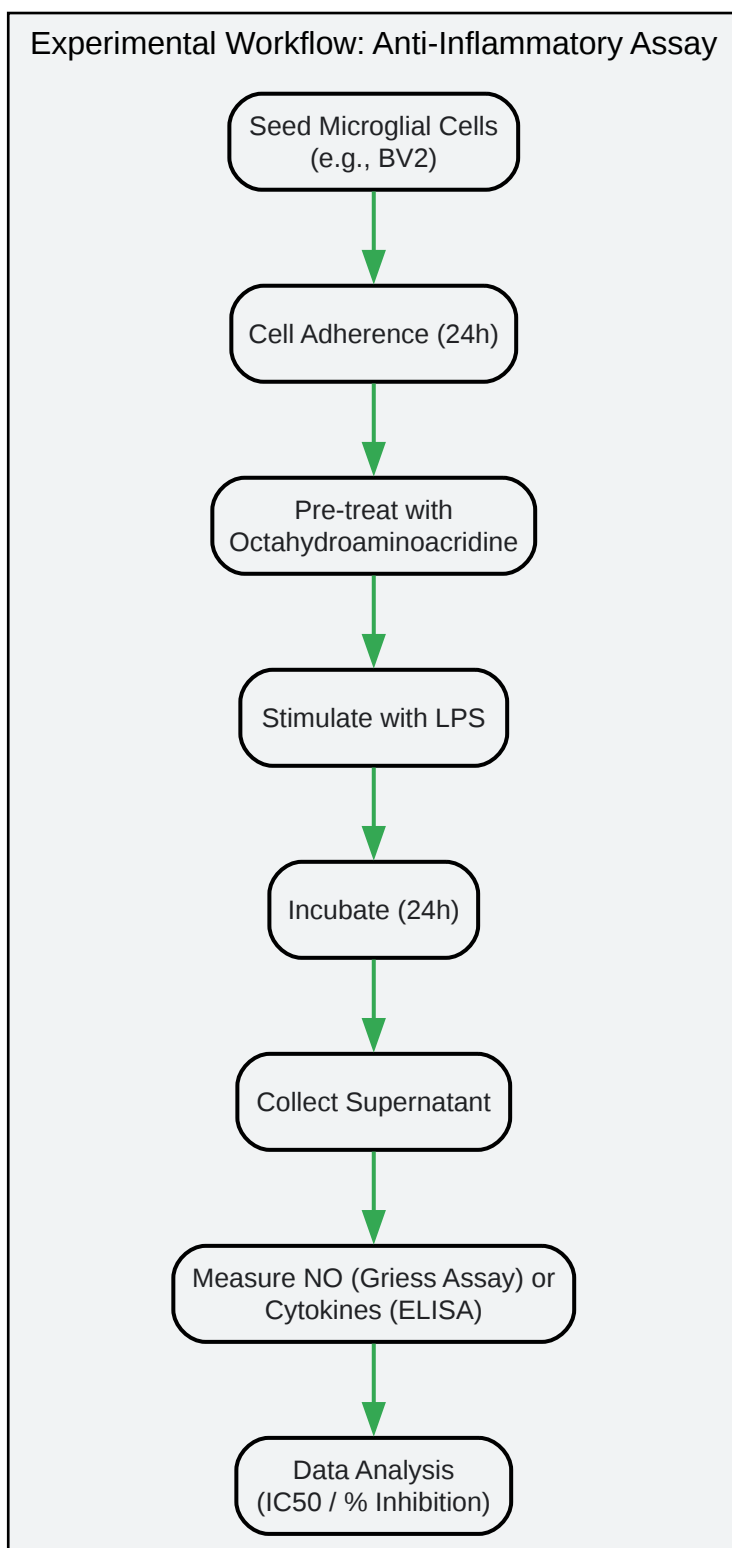 Experimental Workflow: Anti-Inflammatory Assay
Seed Microglial Cells
(e.g., BV2)
Cell Adherence (24h)
Pre-treat with
Octahydroaminoacridine
Stimulate with LPS
Incubate (24h)
Collect Supernatant
Measure NO (Griess Assay) or
Cytokines (ELISA)
Data Analysis
(IC50 / % Inhibition)